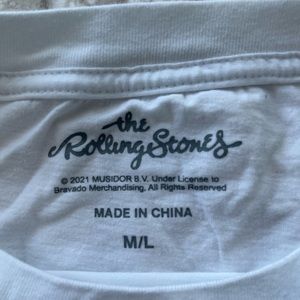 the
Rolling Stones
© 2021 MUSIDOR B.V. Under License to
Bravado Merchandising, All Rights Reserved
MADE IN CHINA
M/L